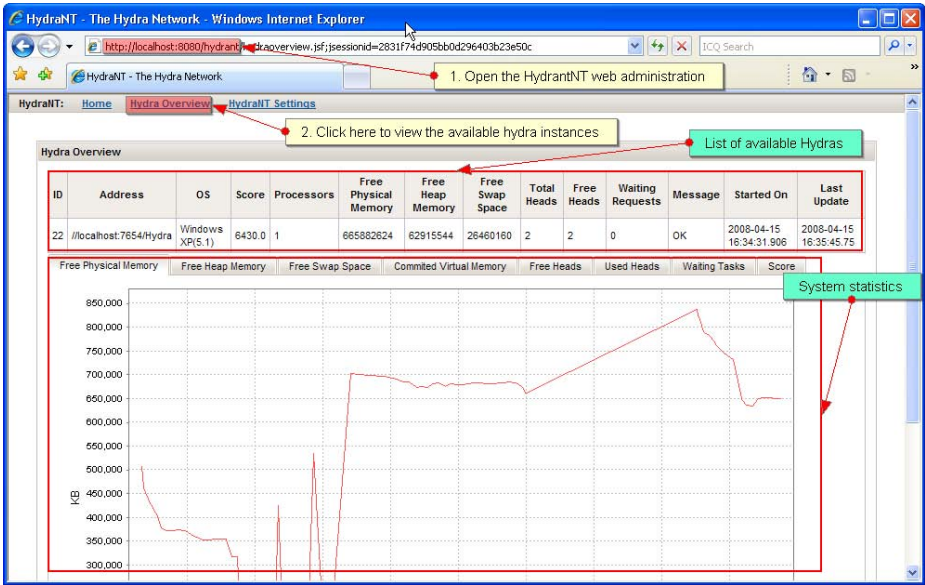 HydraNT - The Hydra Network - Windows Internet Explorer
http://localhost:8080/hydrant/hydraoverview.jsf;jsessionid=2831f74d905bb0d296403b23e50c
ICQ Search
HydraNT - The Hydra Network
1. Open the HydrantNT web administration
HydraNT: Home Hydra Overview HydraNT Settings
2. Click here to view the available hydra instances
List of available Hydras
Hydra Overview
ID Address OS Score Processors Free Physical Memory Free Heap Memory Free Swap Space Total Heads Free Heads Waiting Requests Message Started On Last Update
22 //localhost:7654/Hydra Windows XP(5.1) 6430.0 1 665882624 62915544 26460160 2 2 0 OK 2008-04-15 16:34:31.906 2008-04-15 16:35:45.75
Free Physical Memory Free Heap Memory Free Swap Space Commited Virtual Memory Free Heads Used Heads Waiting Tasks Score
System statistics
850,000
800,000
750,000
700,000
650,000
600,000
550,000
500,000
450,000
400,000
350,000
300,000
KB